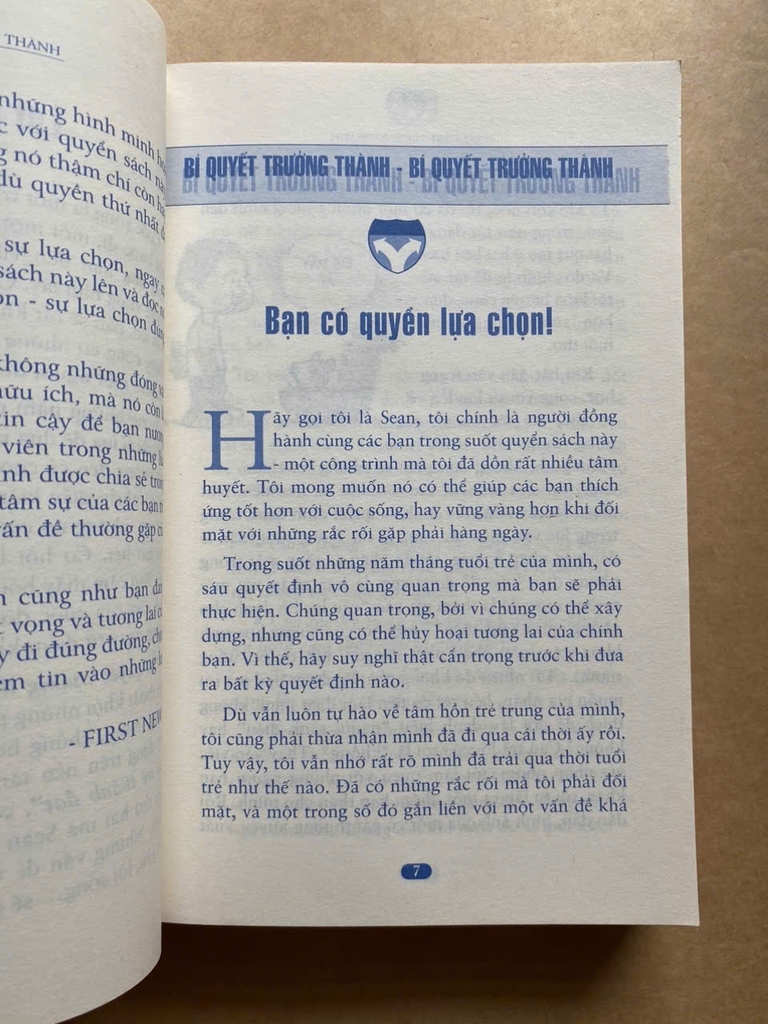 THÀNH
những hình minh
với quyển sách
nó thậm chí còn
dù quyển thứ nhất
sự lựa chọn, ngay
sách này lên và đọc
- sự lựa chọn đúng
không những đóng
hữu ích, mà nó còn
tin cậy để bạn
viên trong những
được chia sẻ
tâm sự của các bạn
vấn đề thường gặp
cũng như bạn
vọng và tương lai
đi đúng đường,
tin vào những
- FIRST NEW
BÍ QUYẾT TRƯỞNG THÀNH - BÍ QUYẾT TRƯỞNG THÀNH
BÍ QUYẾT TRƯỞNG THÀNH - BÍ QUYẾT TRƯỞNG THÀNH
Bạn có quyền lựa chọn!
Hãy gọi tôi là Sean, tôi chính là người đồng
hành cùng các bạn trong suốt quyển sách này
- một công trình mà tôi đã dồn rất nhiều tâm
huyết. Tôi mong muốn nó có thể giúp các bạn thích
ứng tốt hơn với cuộc sống, hay vững vàng hơn khi đối
mặt với những rắc rối gặp phải hàng ngày.
Trong suốt những năm tháng tuổi trẻ của mình, có
sáu quyết định vô cùng quan trọng mà bạn sẽ phải
thực hiện. Chúng quan trọng, bởi vì chúng có thể xây
dựng, nhưng cũng có thể hủy hoại tương lai của chính
bạn. Vì thế, hãy suy nghĩ thật cẩn trọng trước khi đưa
ra bất kỳ quyết định nào.
Dù vẫn luôn tự hào về tâm hồn trẻ trung của mình,
tôi cũng phải thừa nhận mình đã đi qua cái thời ấy rồi.
Tuy vậy, tôi vẫn nhớ rất rõ mình đã trải qua thời tuổi
trẻ như thế nào. Đã có những rắc rối mà tôi phải đối
mặt, và một trong số đó gắn liền với một vấn đề khá
7